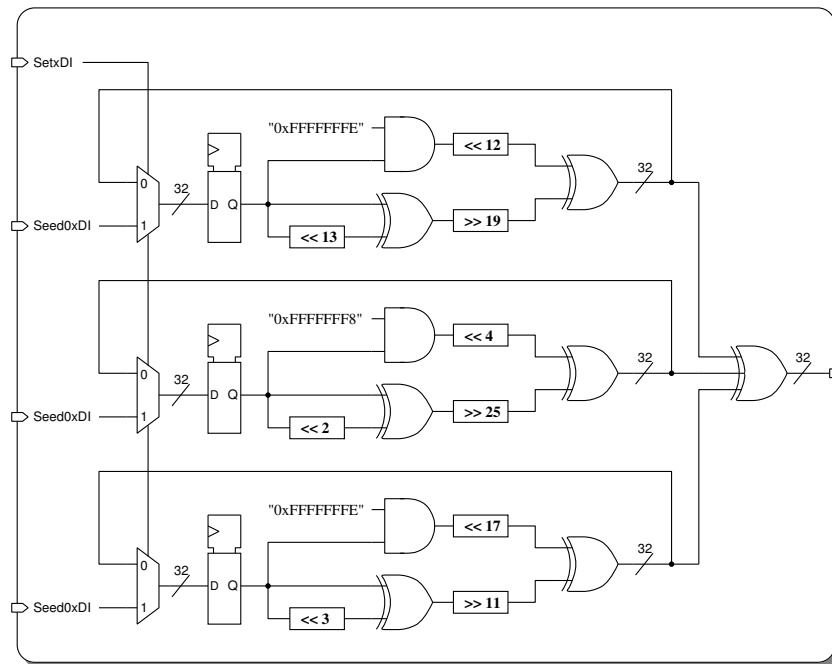 SetxDI
"0xFFFFFFFE"
<< 12
32
0
32
D Q
>> 19
Seed0xDI
1
<< 13
"0xFFFFFFF8"
<< 4
32
32
0
32
D Q
>> 25
Seed0xDI
1
<< 2
"0xFFFFFFFE"
<< 17
32
0
32
D Q
>> 11
Seed0xDI
1
<< 3